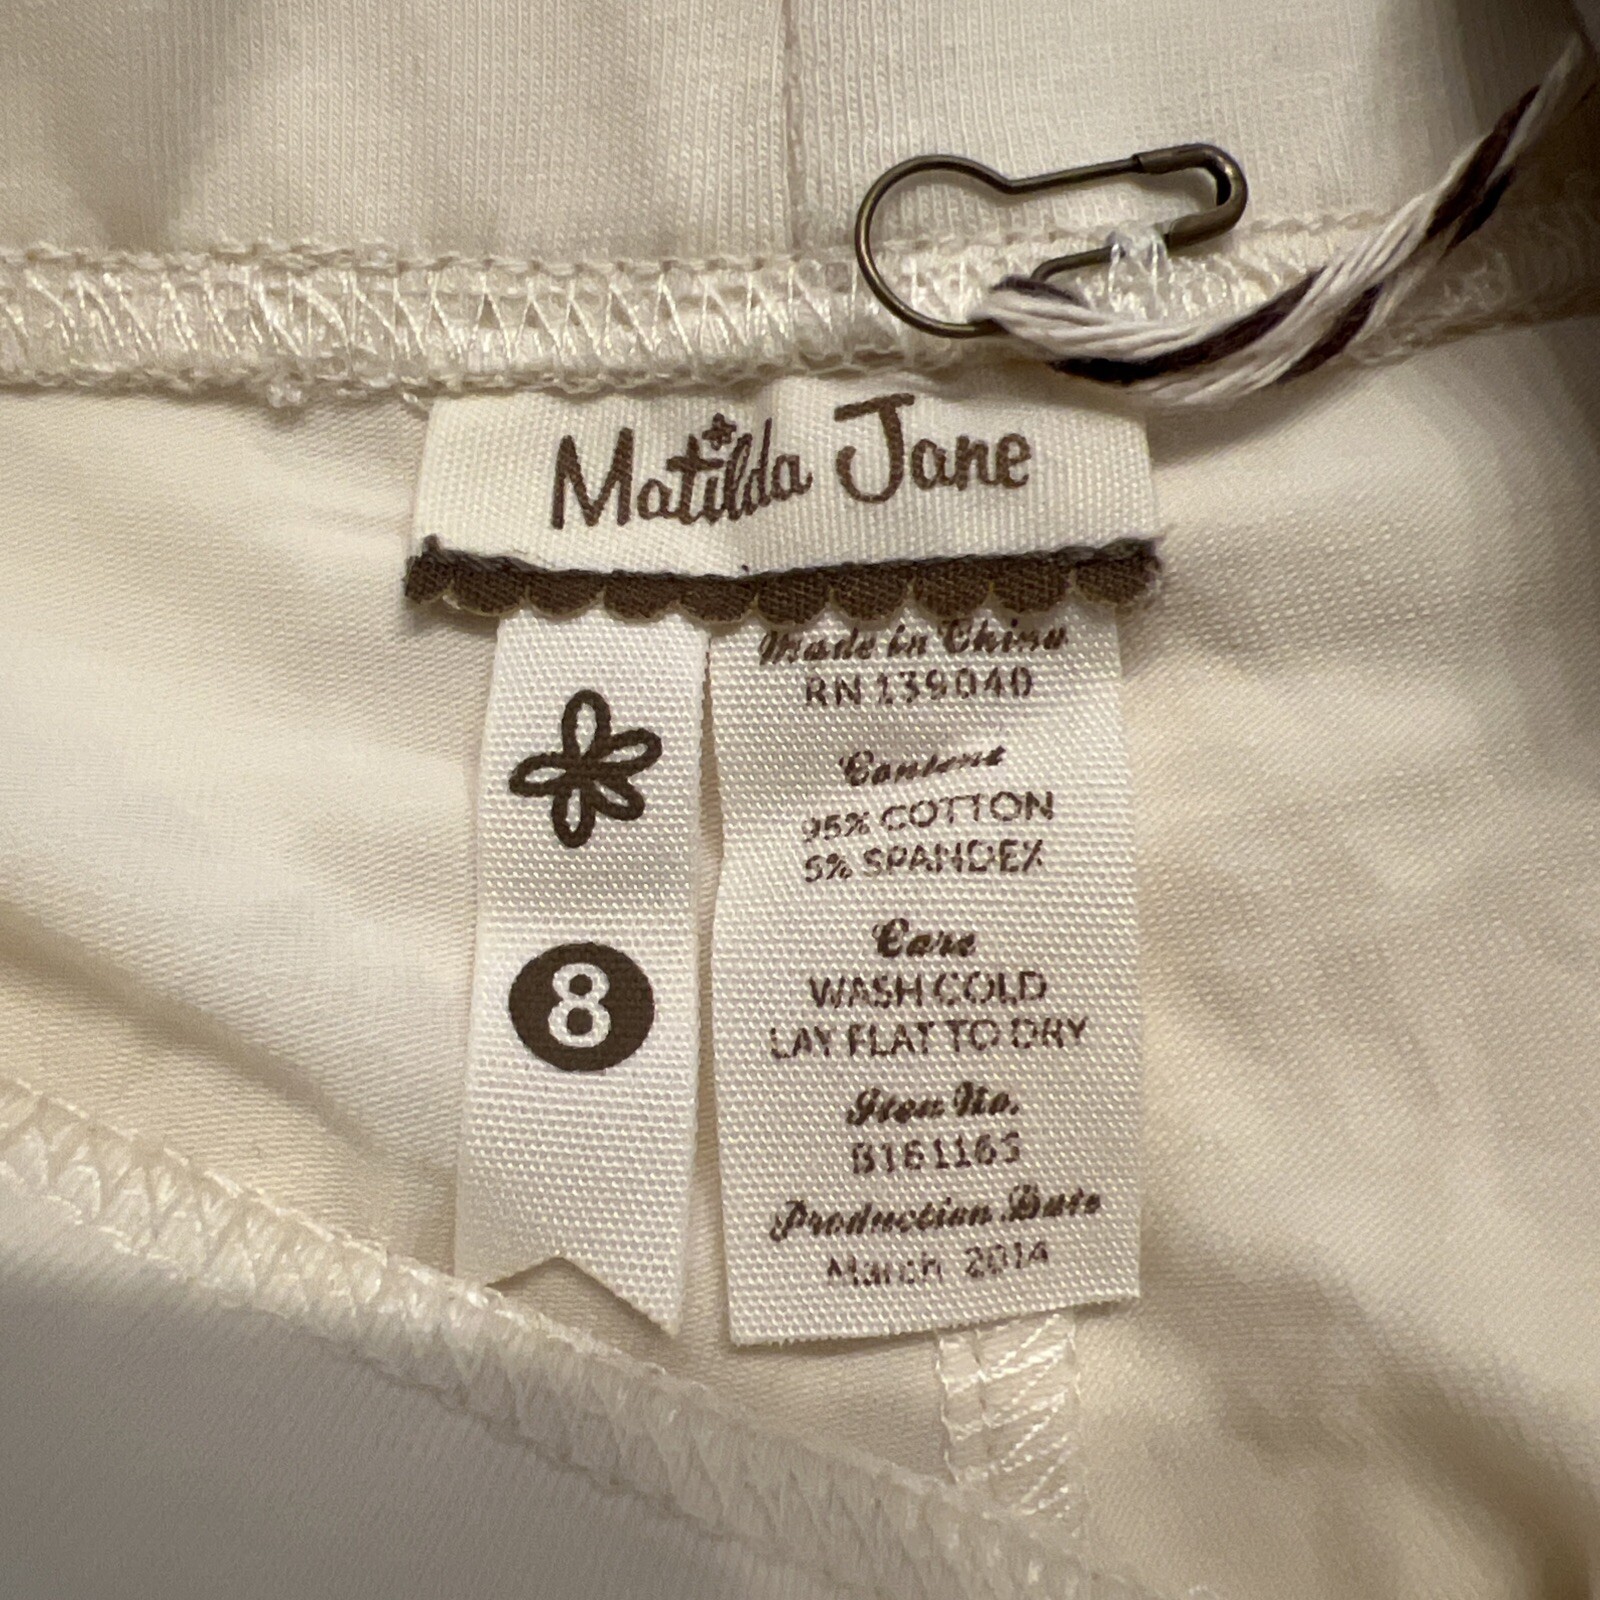 Matilda Jane
8
Made in China
RN 139040
Content
95% COTTON
5% SPANDEX
Care
WASH COLD
LAY FLAT TO DRY
Item No.
B161165
Production Date
March 2014